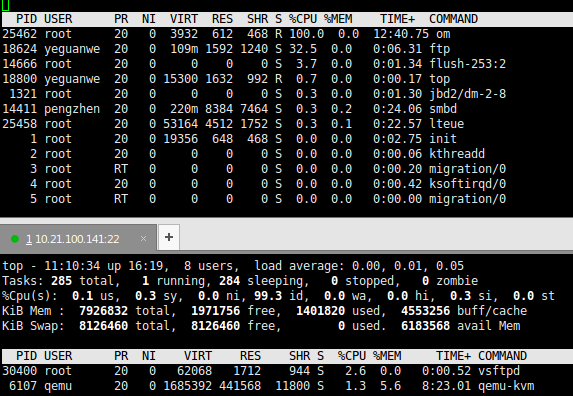 PID USER PR NI VIRT RES SHR S %CPU %MEM TIME+ COMMAND
25462 root 20 0 3932 612 468 R 100.0 0.0 12:40.75 om
18624 yeguanwe 20 0 109m 1592 1240 S 32.5 0.0 0:06.31 ftp
14666 root 20 0 0 0 0 S 3.7 0.0 0:01.34 flush-253:2
18800 yeguanwe 20 0 15300 1632 992 R 0.7 0.0 0:00.17 top
1321 root 20 0 0 0 0 S 0.3 0.0 0:01.30 jbd2/dm-2-8
14411 pengzhen 20 0 220m 8384 7464 S 0.3 0.2 0:24.06 smbd
25458 root 20 0 53164 4512 1752 S 0.3 0.1 0:22.57 lteue
1 root 20 0 19356 648 468 S 0.0 0.0 0:02.75 init
2 root 20 0 0 0 0 S 0.0 0.0 0:00.06 kthreadd
3 root RT 0 0 0 0 S 0.0 0.0 0:00.20 migration/0
4 root 20 0 0 0 0 S 0.0 0.0 0:00.42 ksoftirqd/0
5 root RT 0 0 0 0 S 0.0 0.0 0:00.00 migration/0
1 10.21.100.141:22 × +
top - 11:10:34 up 16:19, 8 users, load average: 0.00, 0.01, 0.05
Tasks: 285 total, 1 running, 284 sleeping, 0 stopped, 0 zombie
%Cpu(s): 0.1 us, 0.3 sy, 0.0 ni, 99.3 id, 0.0 wa, 0.0 hi, 0.3 si, 0.0 st
KiB Mem : 7926832 total, 1971756 free, 1401820 used, 4553256 buff/cache
KiB Swap: 8126460 total, 8126460 free, 0 used. 6183568 avail Mem
PID USER PR NI VIRT RES SHR S %CPU %MEM TIME+ COMMAND
30400 root 20 0 62068 1712 944 S 2.6 0.0 0:00.52 vsftpd
6107 qemu 20 0 1685392 441568 11800 S 1.3 5.6 8:23.01 qemu-kvm